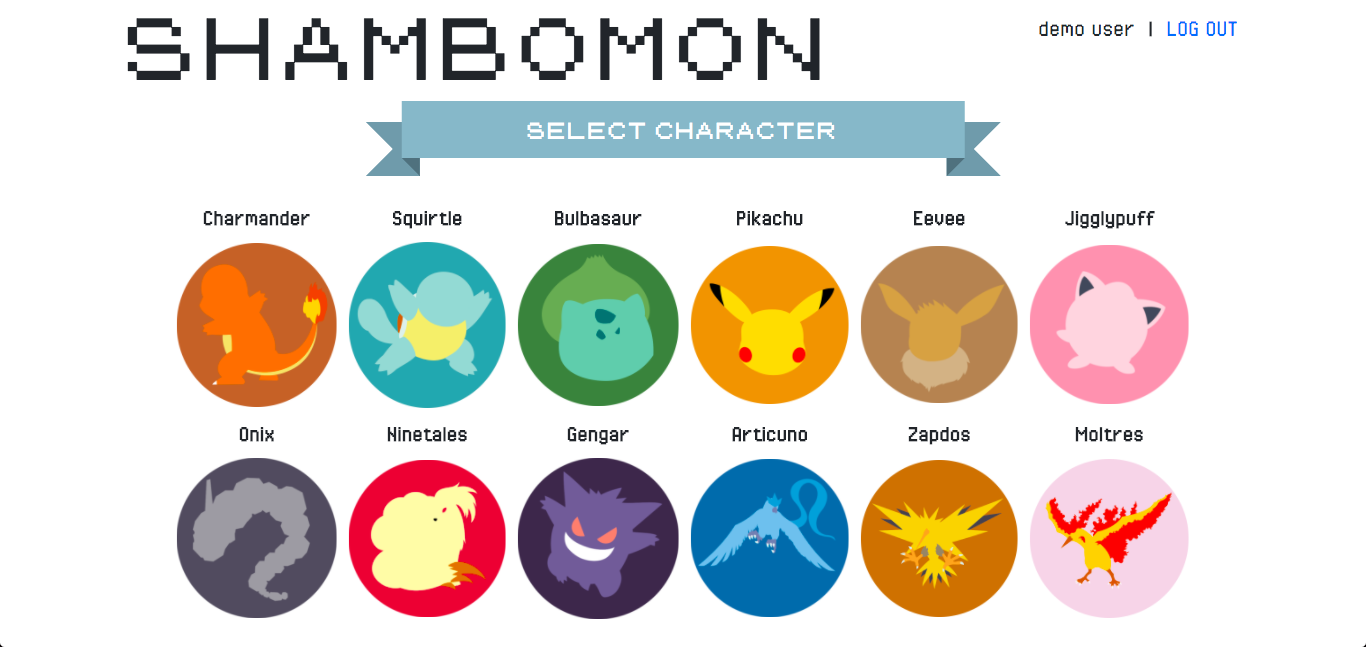 SHAMBOMON
demo user | LOG OUT
SELECT CHARACTER
Charmander Squirtle Bulbasaur Pikachu Eevee Jigglypuff
Onix Ninetales Gengar Articuno Zapdos Moltres